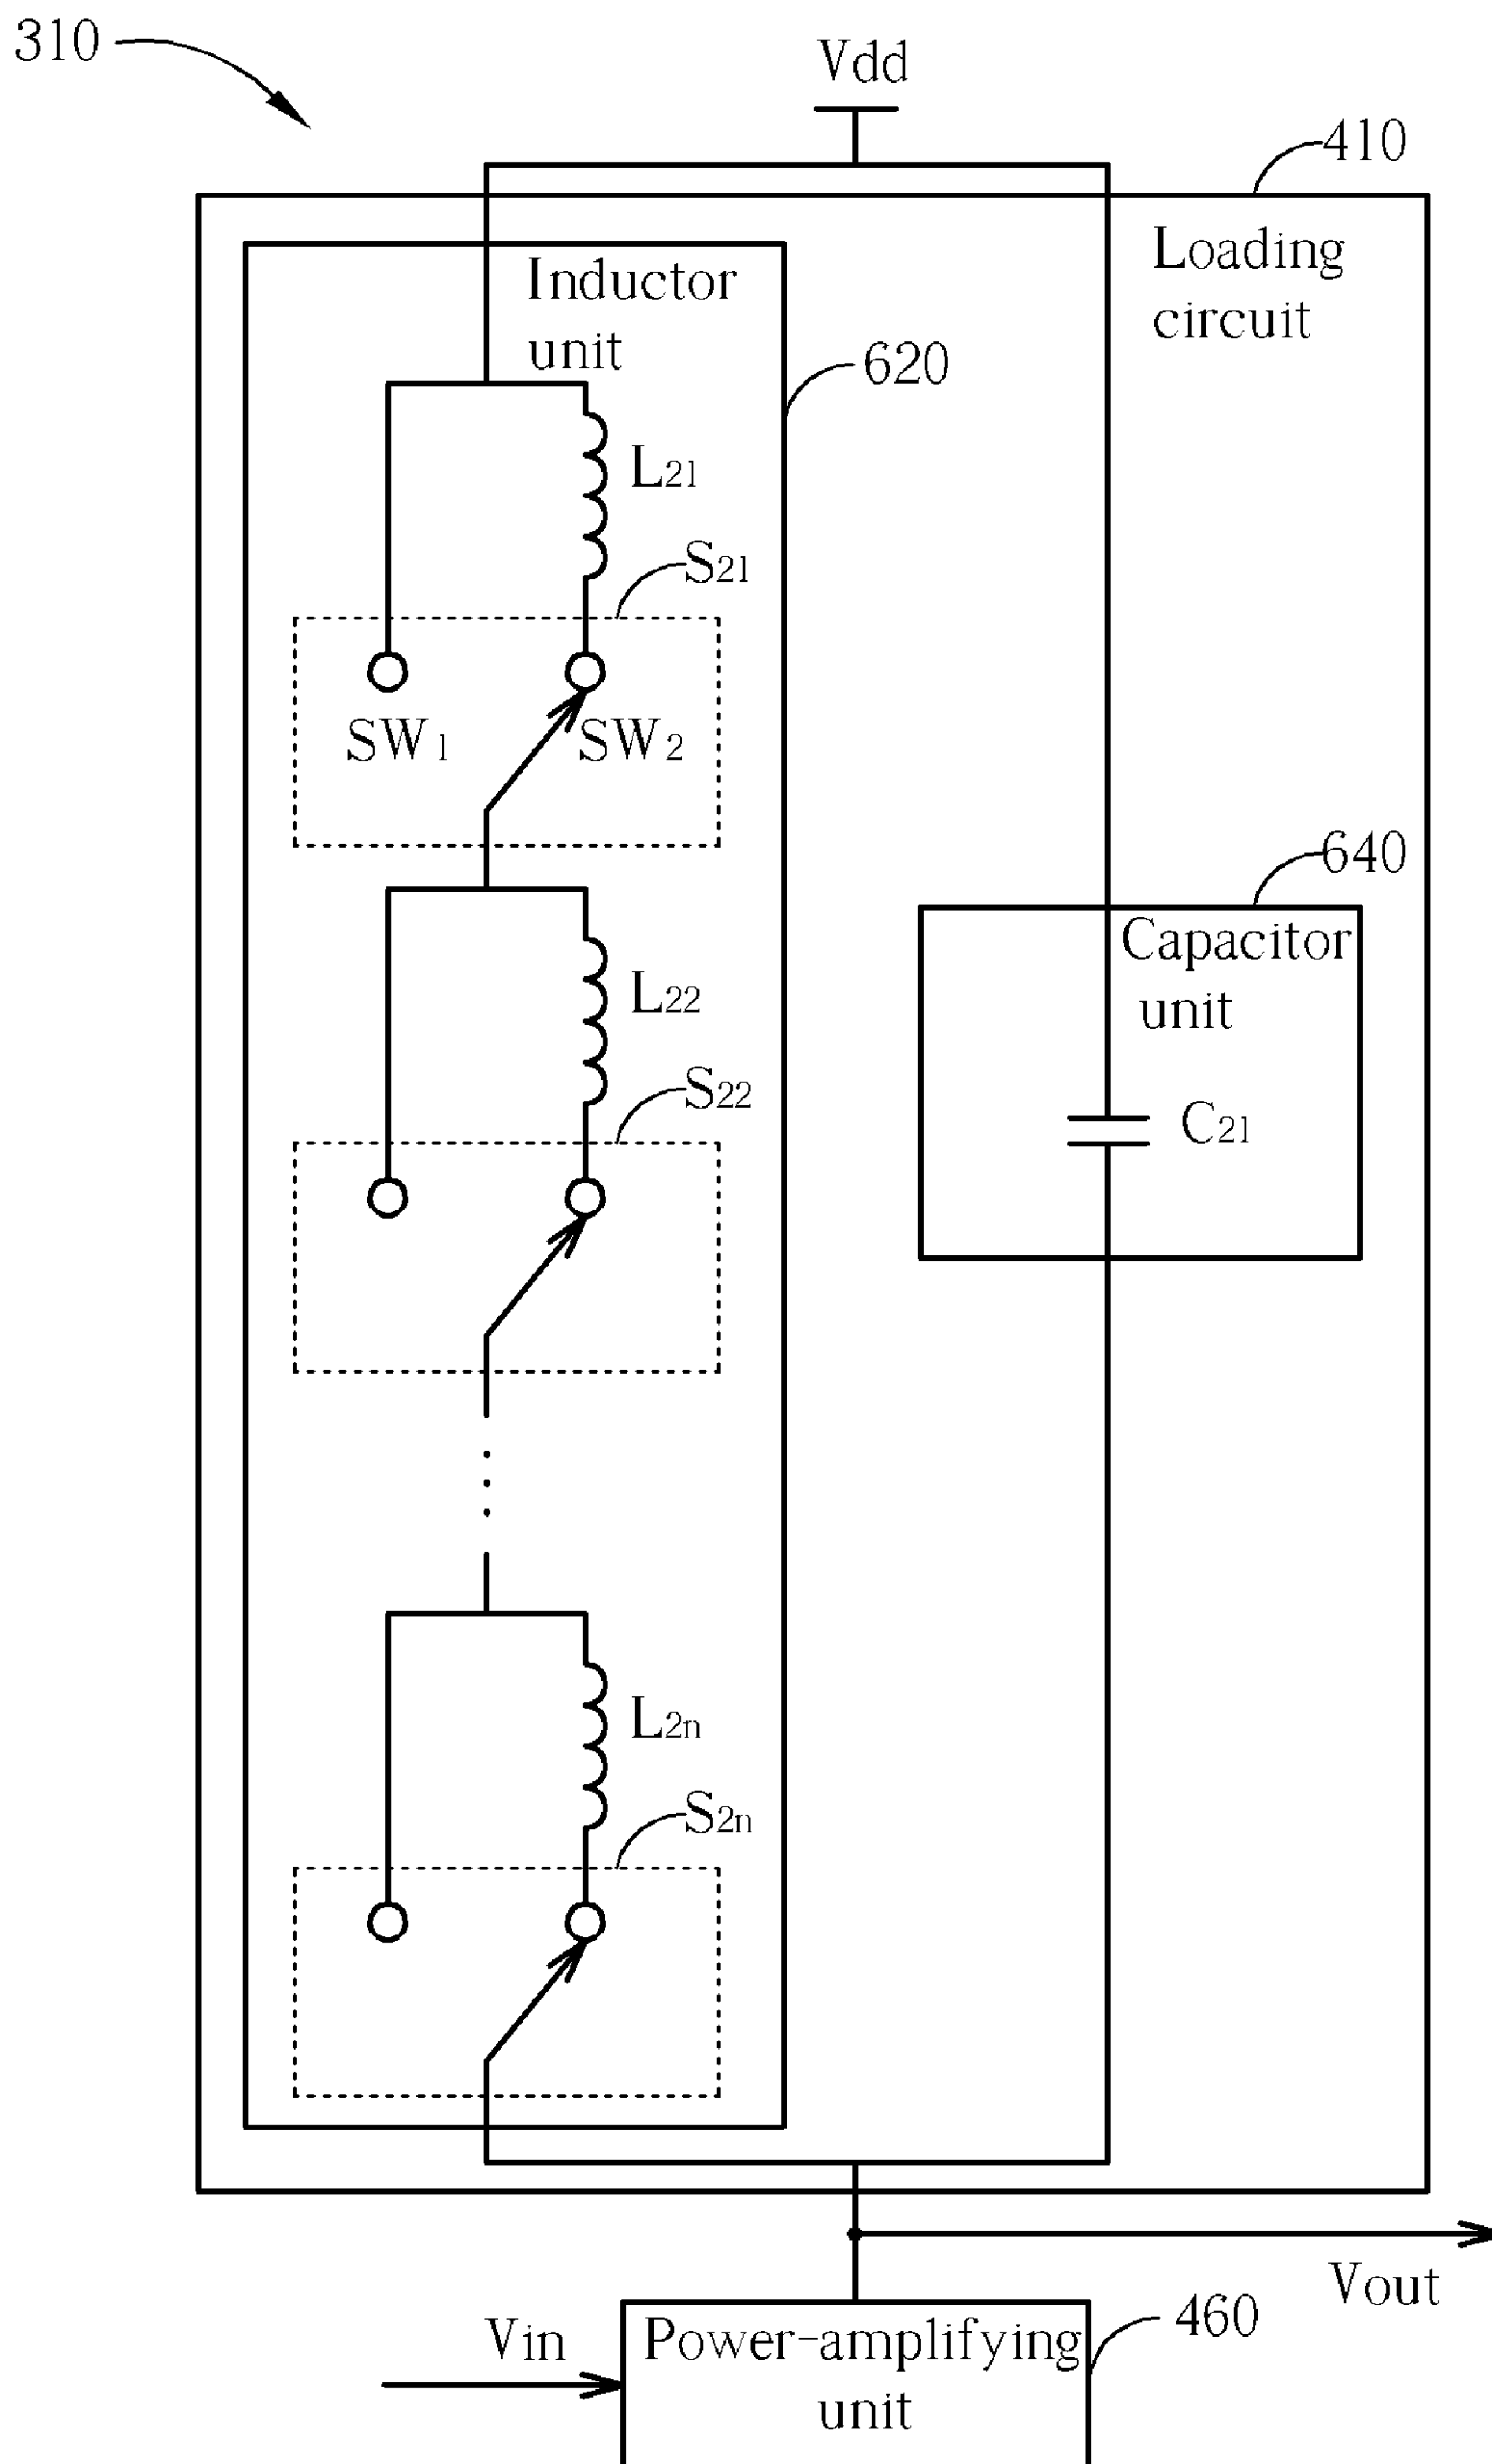 310
Vdd
410
Loading
circuit
Inductor
unit
620
L21
S21
SW1
SW2
640
Capacitor
unit
L22
S22
C21
L2n
S2n
Vout
Vin
Power-amplifying
unit
460